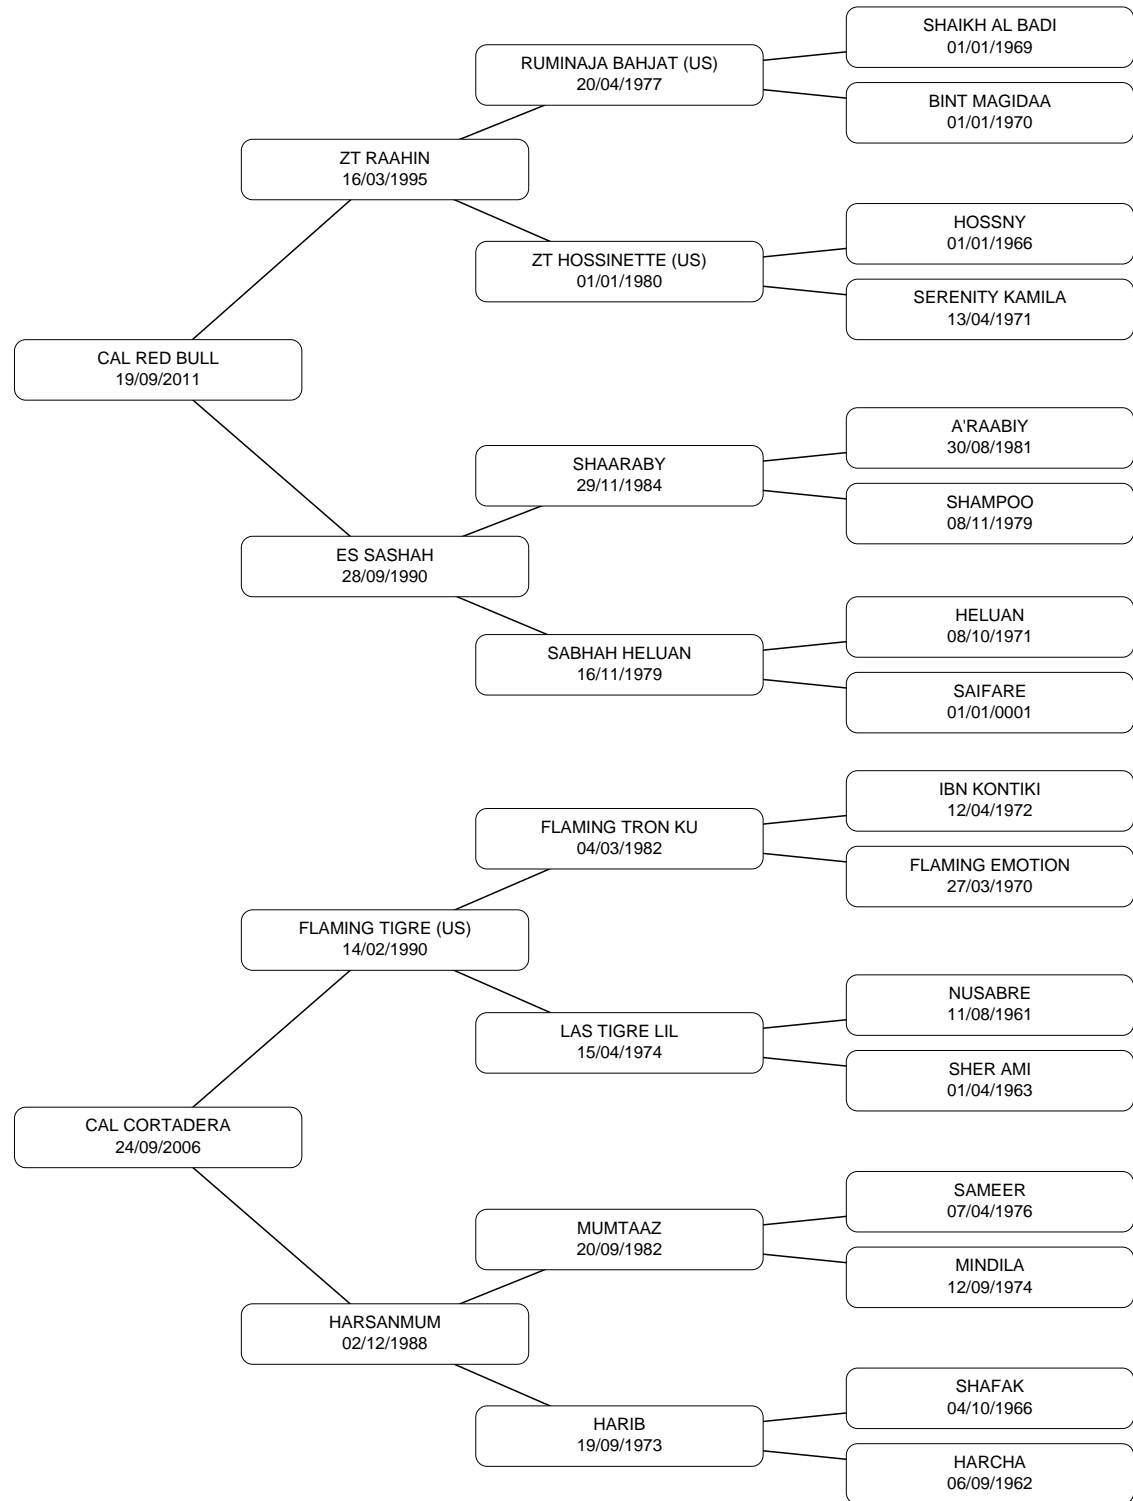 SHAIKH AL BADI
01/01/1969
RUMINAJA BAHJAT (US)
20/04/1977
BINT MAGIDAA
01/01/1970
ZT RAAHIN
16/03/1995
HOSSNY
01/01/1966
ZT HOSSINETTE (US)
01/01/1980
SERENITY KAMILA
13/04/1971
CAL RED BULL
19/09/2011
A'RAABIY
30/08/1981
SHAARABY
29/11/1984
SHAMPOO
08/11/1979
ES SASHAH
28/09/1990
HELUAN
08/10/1971
SABHAH HELUAN
16/11/1979
SAIFARE
01/01/0001
IBN KONTIKI
12/04/1972
FLAMING TRON KU
04/03/1982
FLAMING EMOTION
27/03/1970
FLAMING TIGRE (US)
14/02/1990
NUSABRE
11/08/1961
LAS TIGRE LIL
15/04/1974
SHER AMI
01/04/1963
CAL CORTADERA
24/09/2006
SAMEER
07/04/1976
MUMTAAZ
20/09/1982
MINDILA
12/09/1974
HARSANMUM
02/12/1988
SHAFAK
04/10/1966
HARIB
19/09/1973
HARCHA
06/09/1962